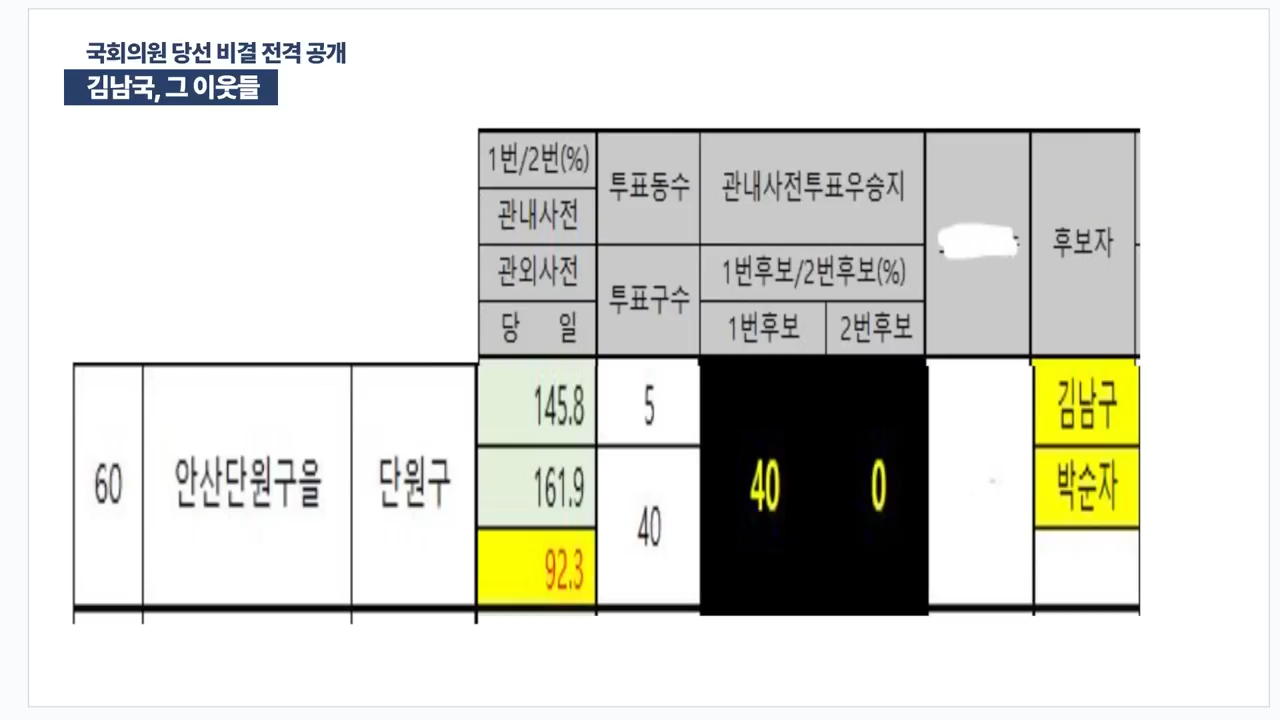 국회의원 당선 비결 전격 공개
김남국, 그 이웃들
1번/2번(%)
관내사전
관외사전
당 일
투표동수
투표구수
관내사전투표우승지
1번후보/2번후보(%)
1번후보 2번후보
후보자
60 안산단원구을 단원구
145.8
161.9
92.3
5
40
40 0
김남구
박순자